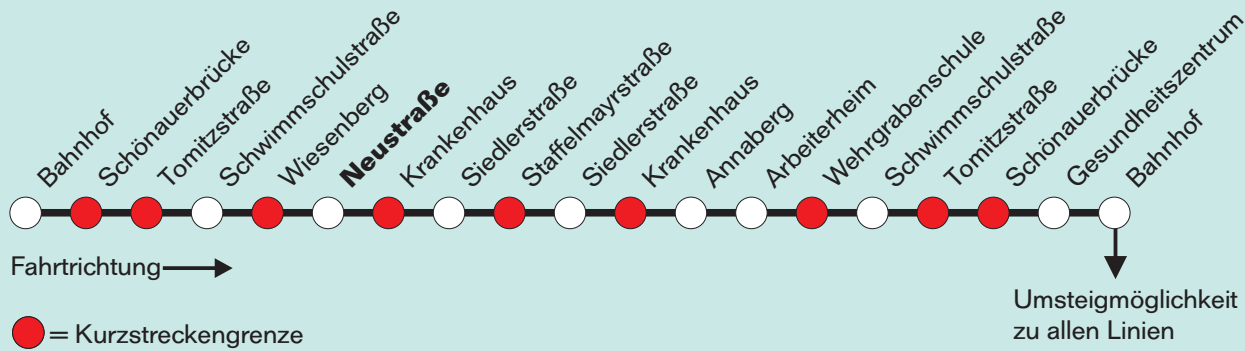 Bahnhof
Schönauerbrücke
Tomitzstraße
Schwimmschulstraße
Wiesenberg
Neustraße
Krankenhaus
Siedlerstraße
Staffelmayrstraße
Siedlerstraße
Krankenhaus
Annaberg
Arbeiterheim
Wehrgrabenschule
Schwimmschulstraße
Tomitzstraße
Schönauerbrücke
Gesundheitszentrum
Bahnhof
Fahrtrichtung
Umsteigmöglichkeit
zu allen Linien
= Kurzstreckengrenze